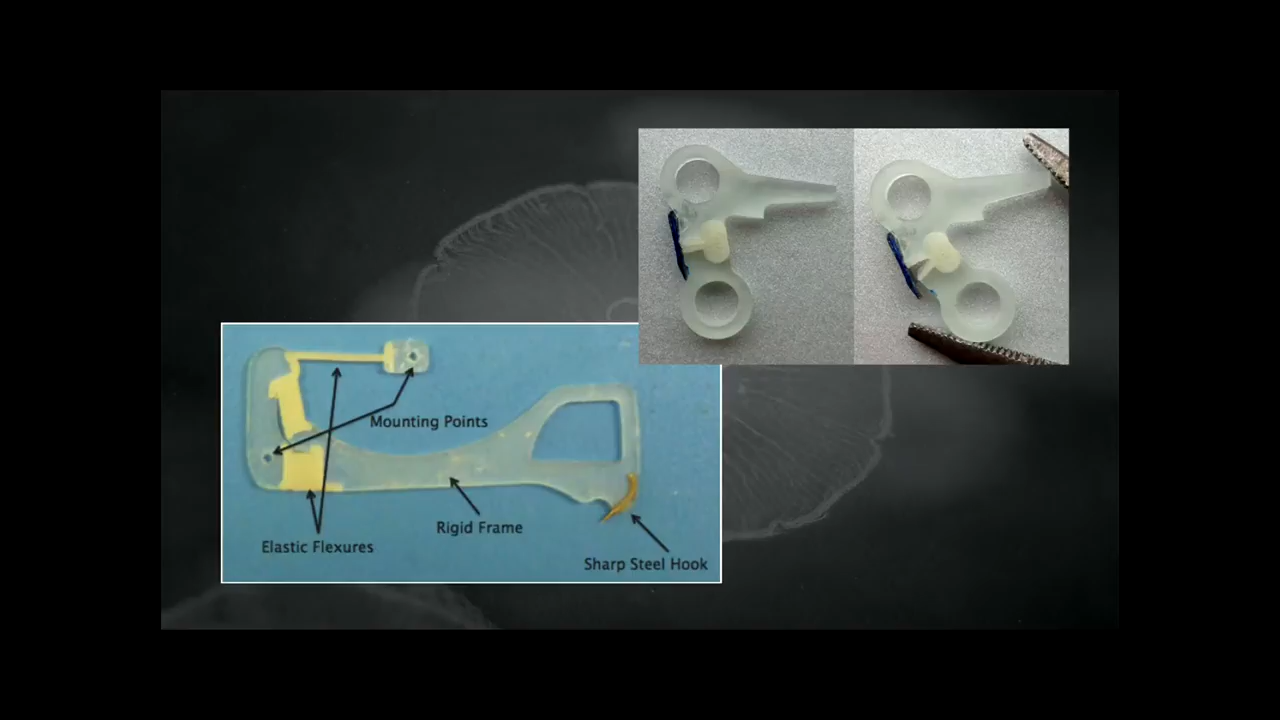 Mounting Points
Rigid Frame
Elastic Flexures
Sharp Steel Hook